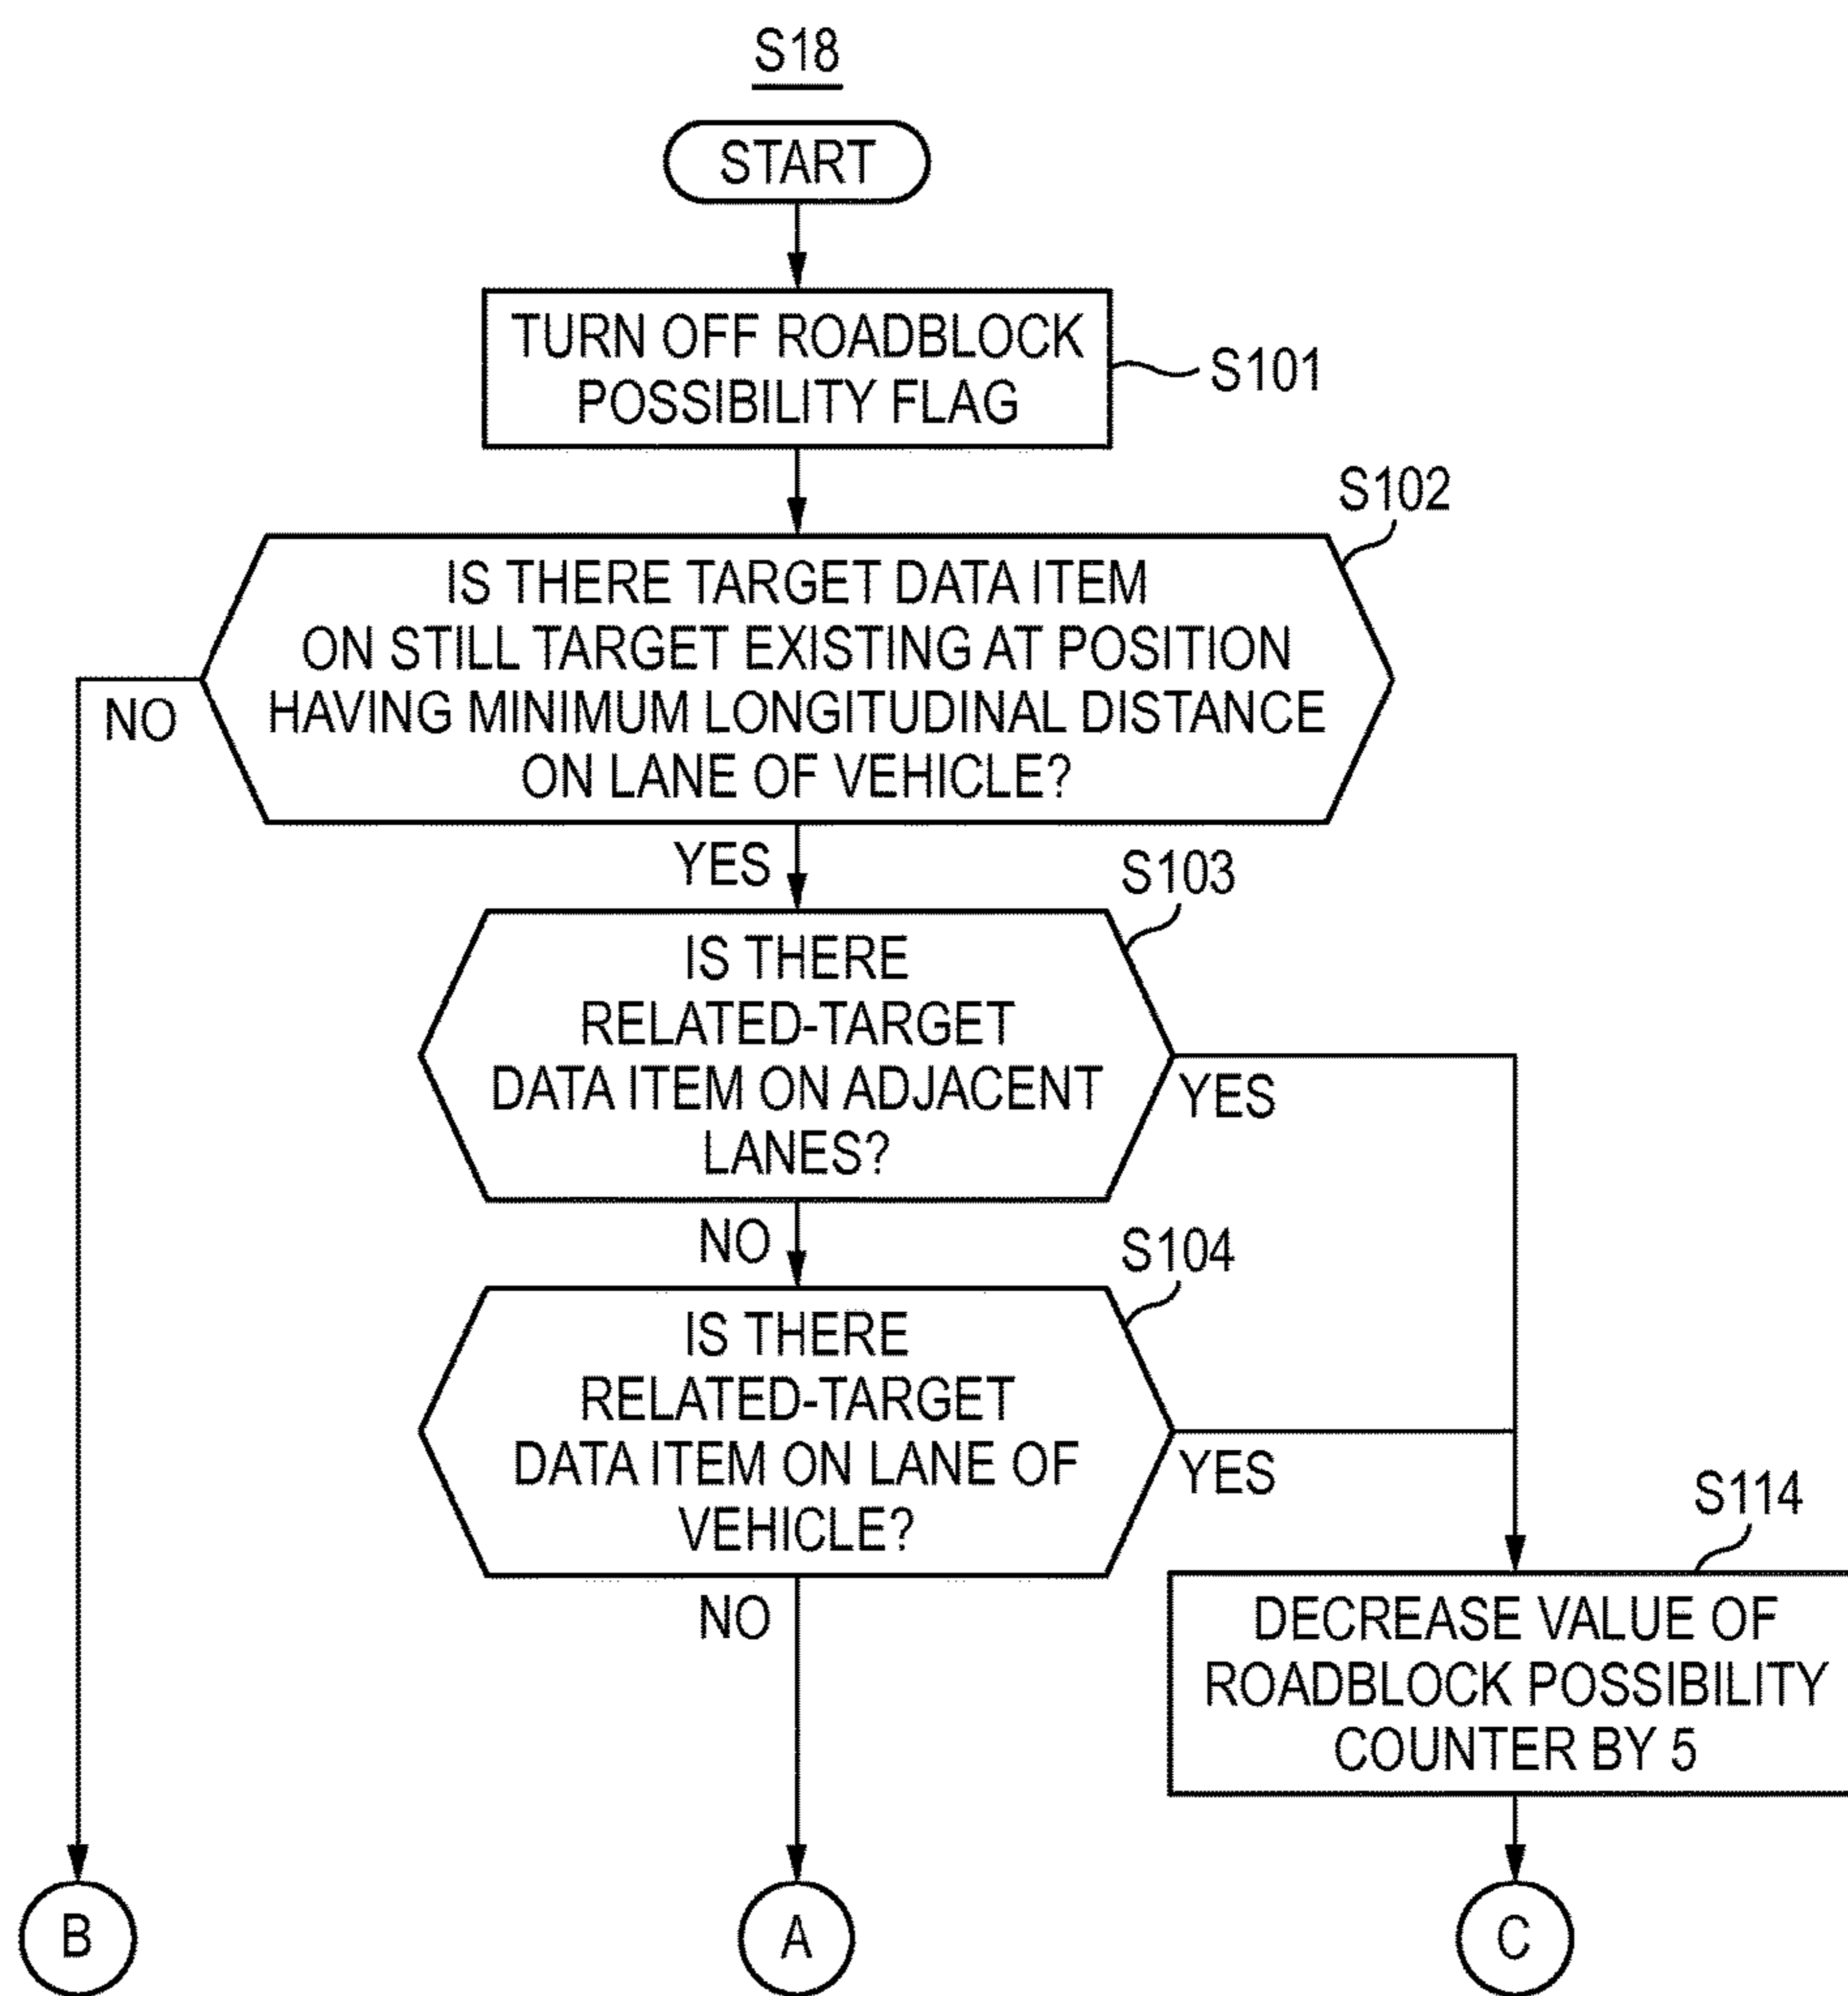 S18
START
TURN OFF ROADBLOCK
POSSIBILITY FLAG
S101
S102
IS THERE TARGET DATA ITEM
ON STILL TARGET EXISTING AT POSITION
HAVING MINIMUM LONGITUDINAL DISTANCE
ON LANE OF VEHICLE?
NO
YES
S103
IS THERE
RELATED-TARGET
DATA ITEM ON ADJACENT
LANES?
YES
NO
S104
IS THERE
RELATED-TARGET
DATA ITEM ON LANE OF
VEHICLE?
YES
NO
S114
DECREASE VALUE OF
ROADBLOCK POSSIBILITY
COUNTER BY 5
B
A
C